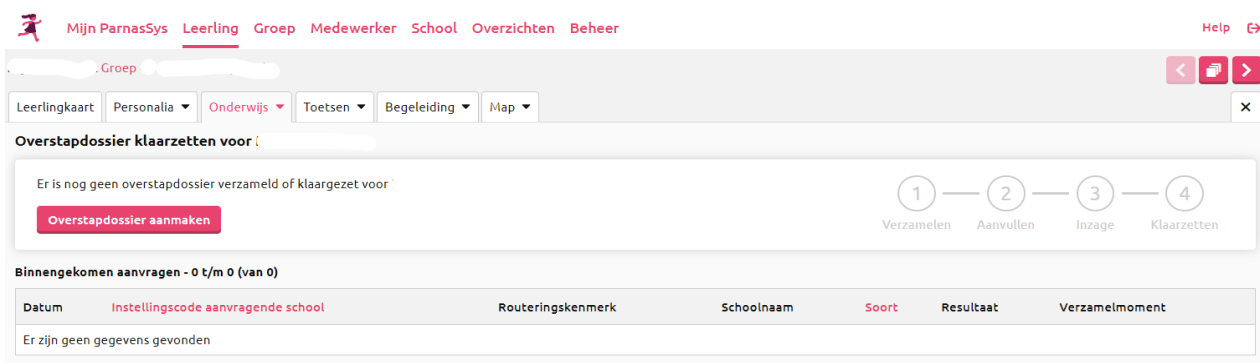 Mijn ParnasSys Leerling Groep Medewerker School Overzichten Beheer Help
Groep
Leerlingkaart Personalia Onderwijs Toetsen Begeleiding Map
Overstapdossier klaarzetten voor
Er is nog geen overstapdossier verzameld of klaargezet voor
Overstapdossier aanmaken
1 2 3 4
Verzamelen Aanvullen Inzage Klaarzetten
Binnengekomen aanvragen - 0 t/m 0 (van 0)
Datum Instellingscode aanvragende school Routeringskenmerk Schoolnaam Soort Resultaat Verzamelmoment
Er zijn geen gegevens gevonden